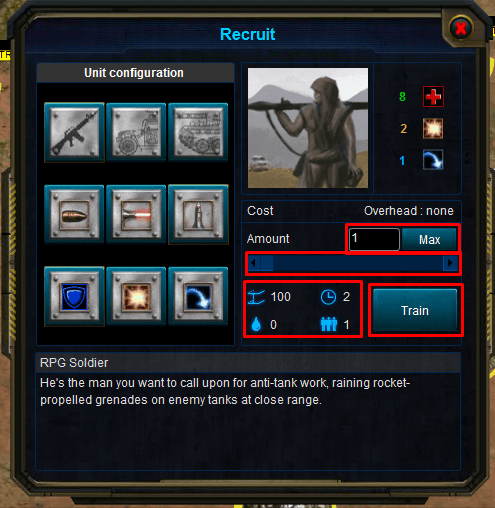 Recruit
Unit configuration
8
2
1
Cost
Overhead : none
Amount
1
Max
100
2
0
1
Train
RPG Soldier
He's the man you want to call upon for anti-tank work, raining rocket-
propelled grenades on enemy tanks at close range.